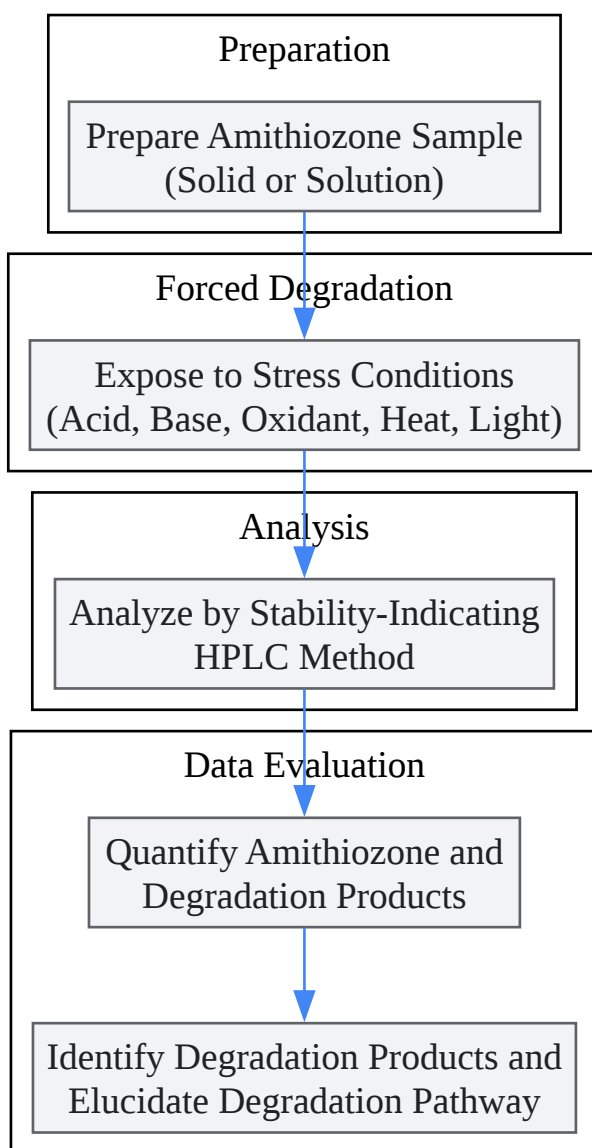 Preparation
Prepare Amithiozone Sample
(Solid or Solution)
Forced Degradation
Expose to Stress Conditions
(Acid, Base, Oxidant, Heat, Light)
Analysis
Analyze by Stability-Indicating
HPLC Method
Data Evaluation
Quantify Amithiozone and
Degradation Products
Identify Degradation Products and
Elucidate Degradation Pathway